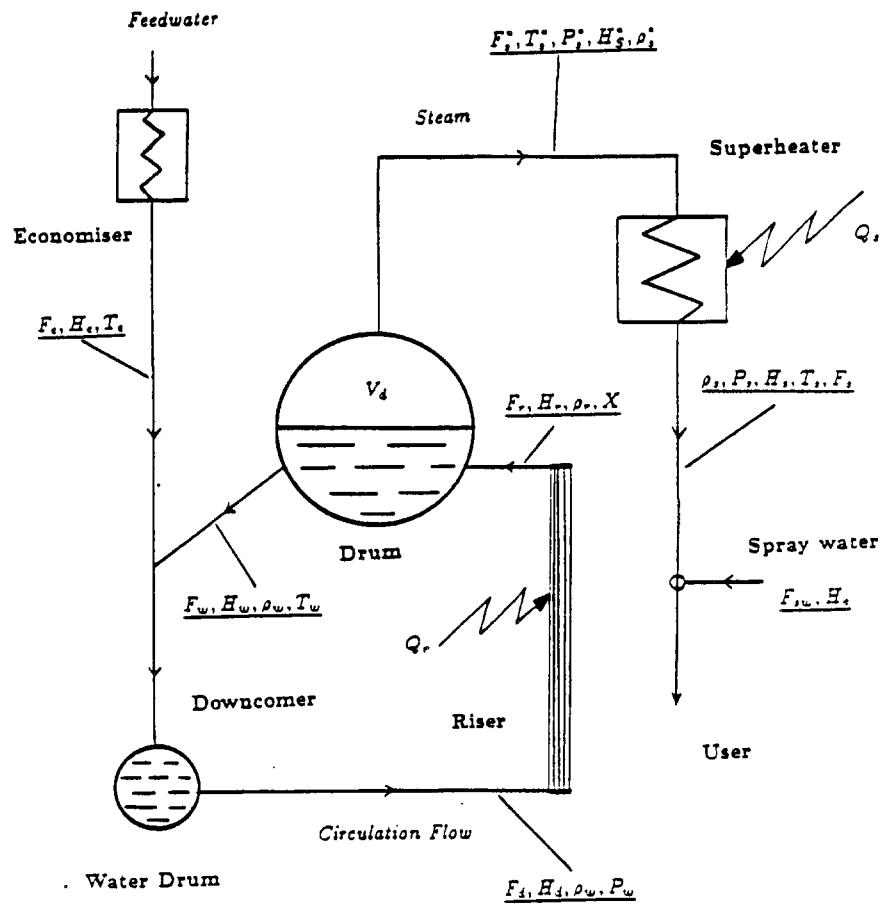 Feedwater
F_s°, T_s°, P_s°, H_S°, ρ_s°
Steam
Superheater
Economiser
Q_s
F_e, H_e, T_e
V_d
F_r, H_r, ρ_r, X
ρ_s, P_s, H_s, T_s, F_s
Drum
Spray water
F_w, H_w, ρ_w, T_w
F_sw, H_e
Q_r
Downcomer
Riser
User
Circulation Flow
. Water Drum
F_d, H_d, ρ_w, P_w